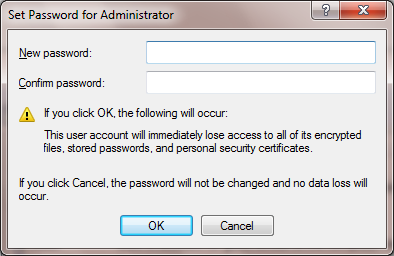 Set Password for Administrator
New password:
Confirm password:
If you click OK, the following will occur:
This user account will immediately lose access to all of its encrypted
files, stored passwords, and personal security certificates.
If you click Cancel, the password will not be changed and no data loss will
occur.
OK Cancel